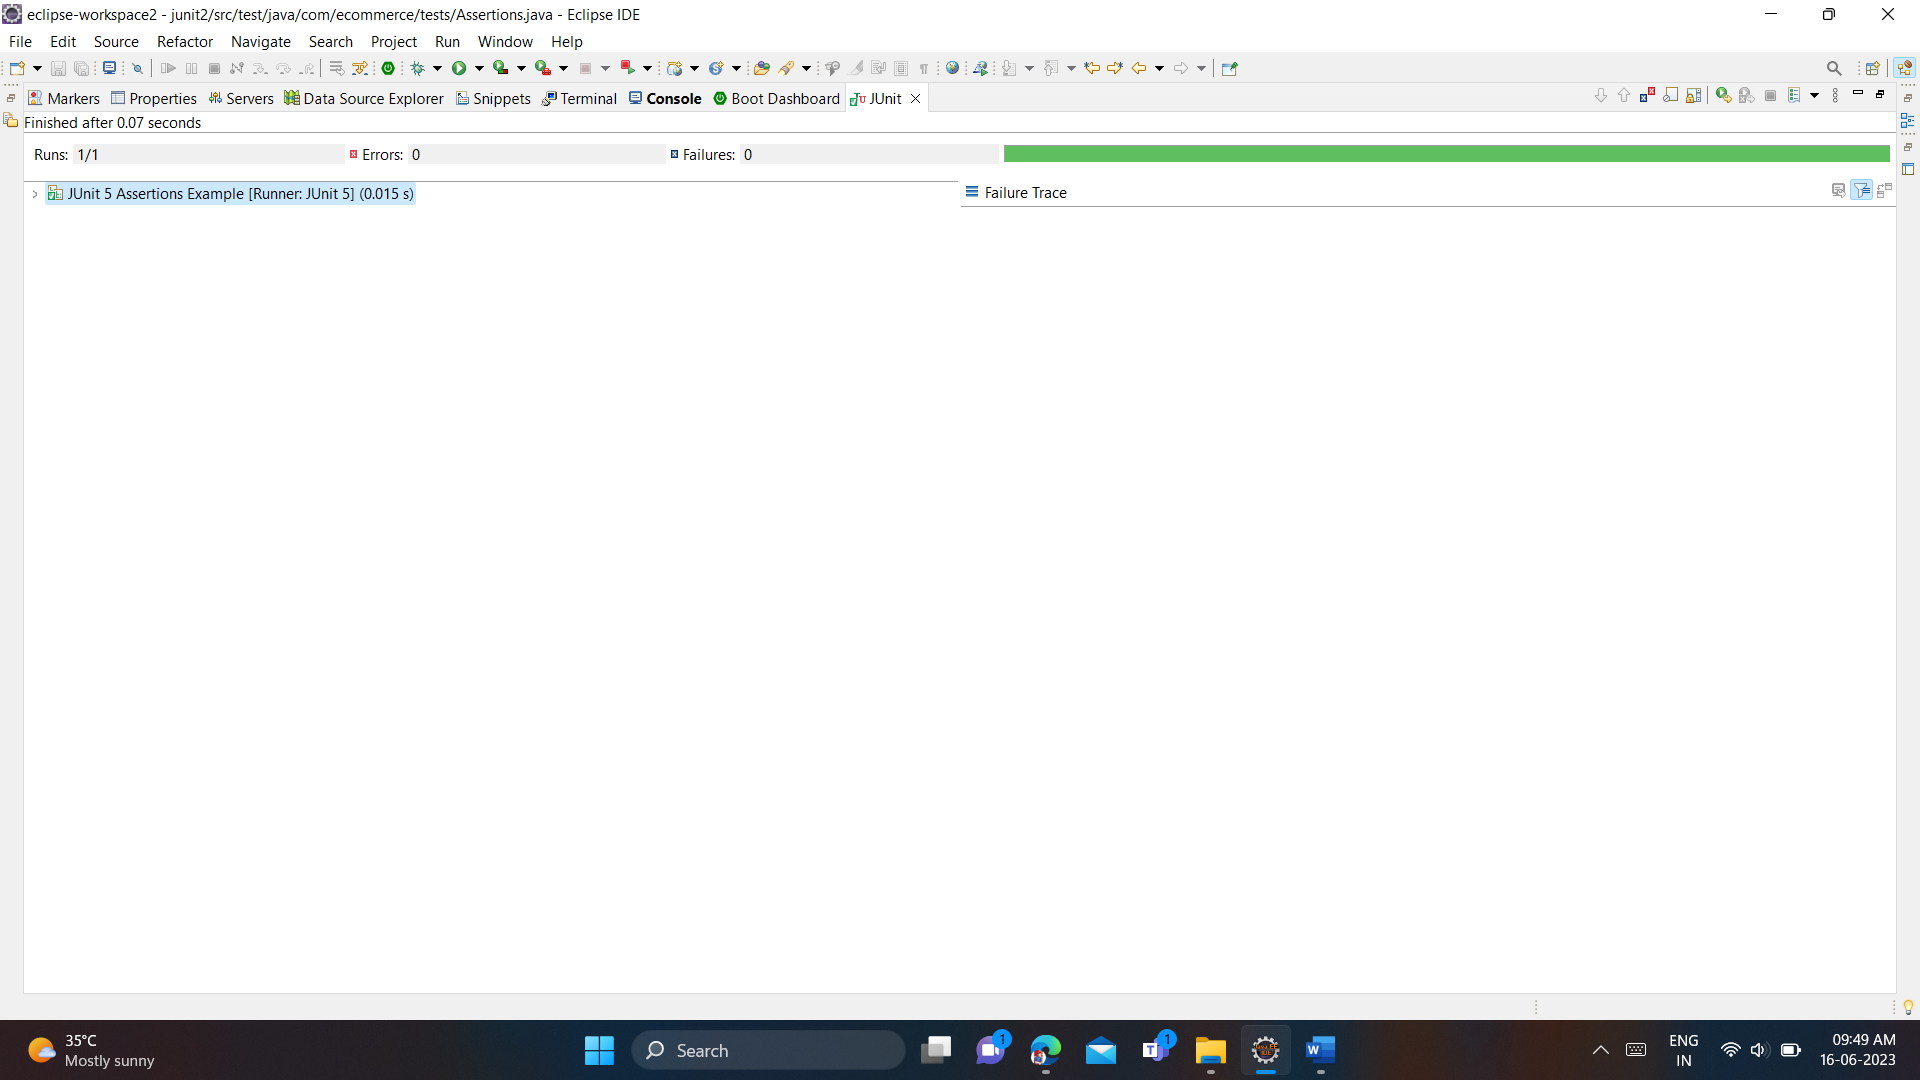 eclipse-workspace2 - junit2/src/test/java/com/ecommerce/tests/Assertions.java - Eclipse IDE
File Edit Source Refactor Navigate Search Project Run Window Help
Markers Properties Servers Data Source Explorer Snippets Terminal Console Boot Dashboard JUnit
Finished after 0.07 seconds
Runs: 1/1 Errors: 0 Failures: 0
JUnit 5 Assertions Example [Runner: JUnit 5] (0.015 s)
Failure Trace
35°C
Mostly sunny
Search
1
1
ENG
IN
09:49 AM
16-06-2023